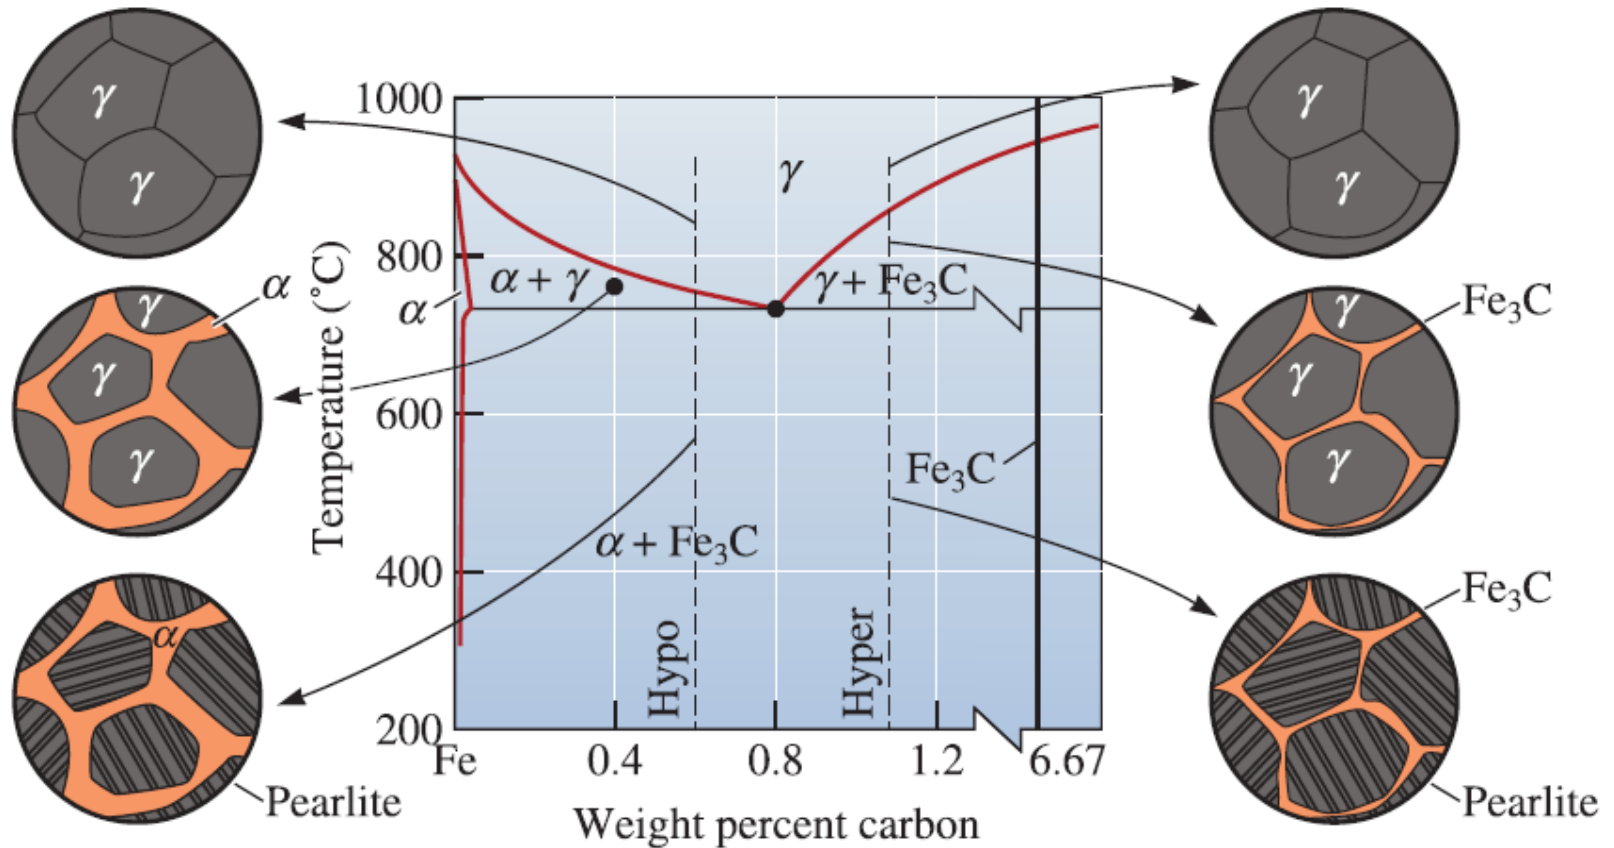 γ
γ
γ
α
γ
γ
α
Pearlite
Temperature (°C)
1000
800
600
400
200
γ
α + γ
γ + Fe₃C
α
Fe₃C
α + Fe₃C
Hypo
Hyper
Fe
0.4
0.8
1.2
6.67
Weight percent carbon
γ
γ
γ
Fe₃C
γ
γ
Fe₃C
Pearlite